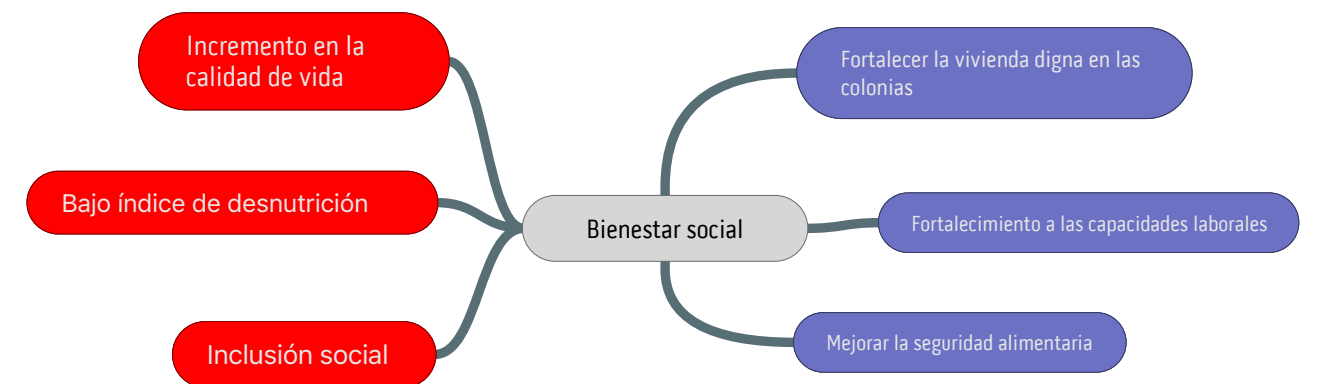 Incremento en la
calidad de vida
Bajo índice de desnutrición
Inclusión social
Bienestar social
Fortalecer la vivienda digna en las
colonias
Fortalecimiento a las capacidades laborales
Mejorar la seguridad alimentaria